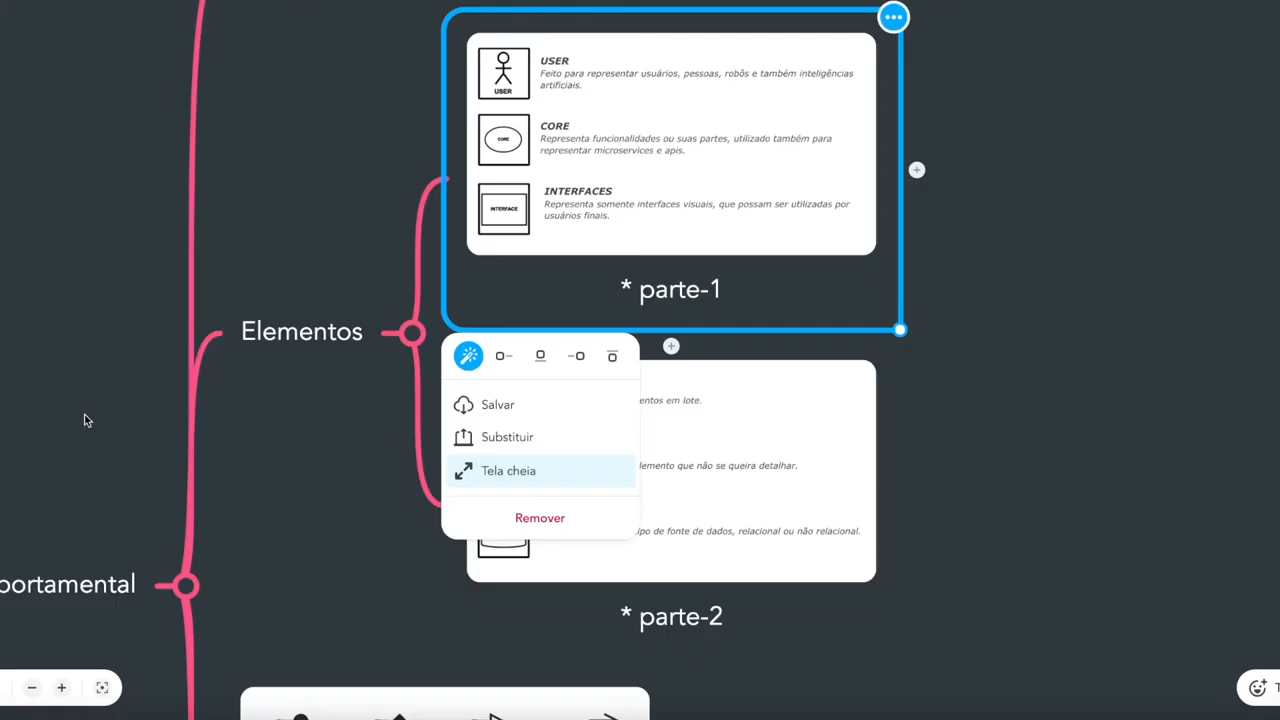 USER
USER
Feito para representar usuários, pessoas, robôs e também inteligências
artificiais.
CORE
CORE
Representa funcionalidades ou suas partes, utilizado também para
representar microservices e apis.
INTERFACE
INTERFACES
Representa somente interfaces visuais, que possam ser utilizadas por
usuários finais.
* parte-1
Elementos
Salvar
Substituir
Tela cheia
Remover
entos em lote.
lemento que não se queira detalhar.
ipo de fonte de dados, relacional ou não relacional.
portamental
* parte-2
T